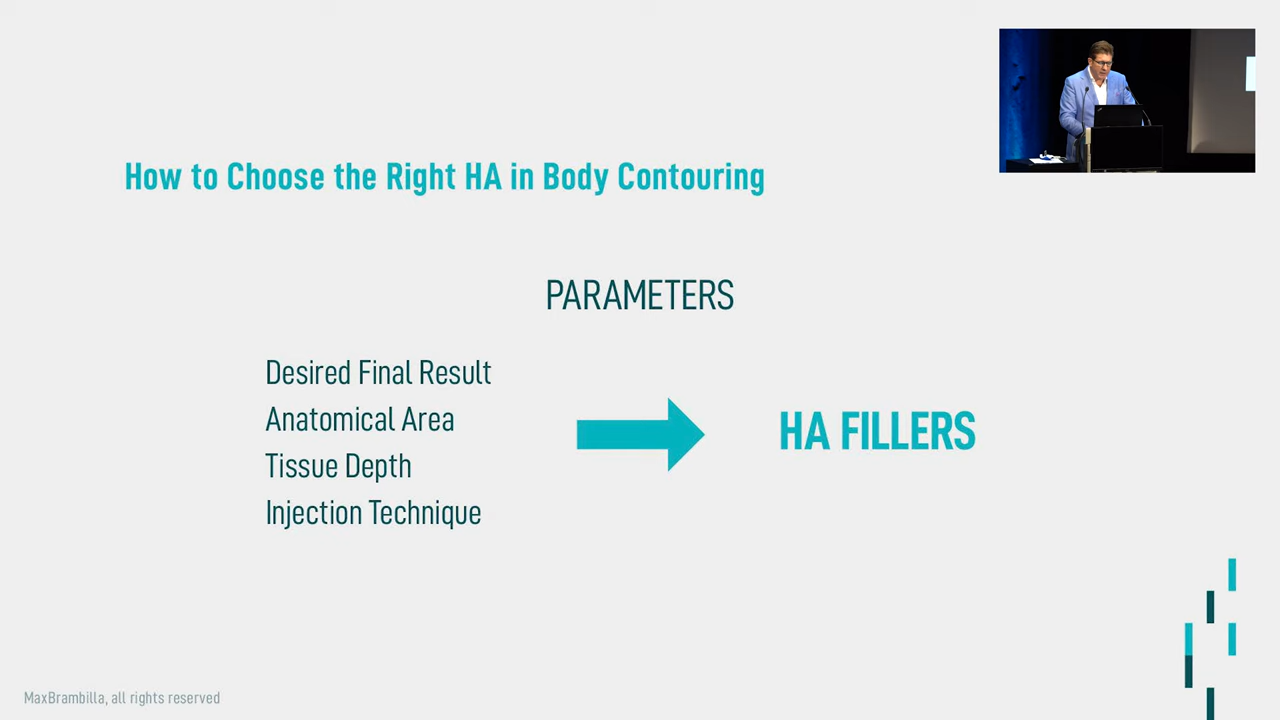 How to Choose the Right HA in Body Contouring
PARAMETERS
Desired Final Result
Anatomical Area
Tissue Depth
Injection Technique
HA FILLERS
MaxBrambilla, all rights reserved